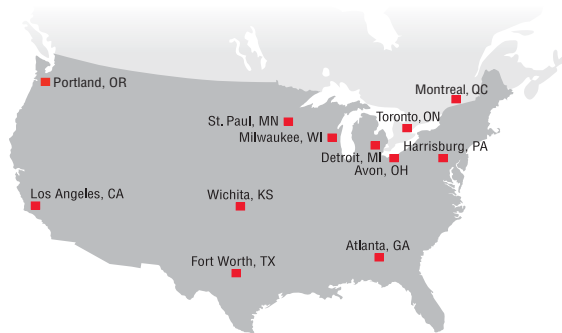 Portland, OR
Montreal, QC
St. Paul, MN
Toronto, ON
Milwaukee, WI
Harrisburg, PA
Detroit, MI
Avon, OH
Los Angeles, CA
Wichita, KS
Atlanta, GA
Fort Worth, TX